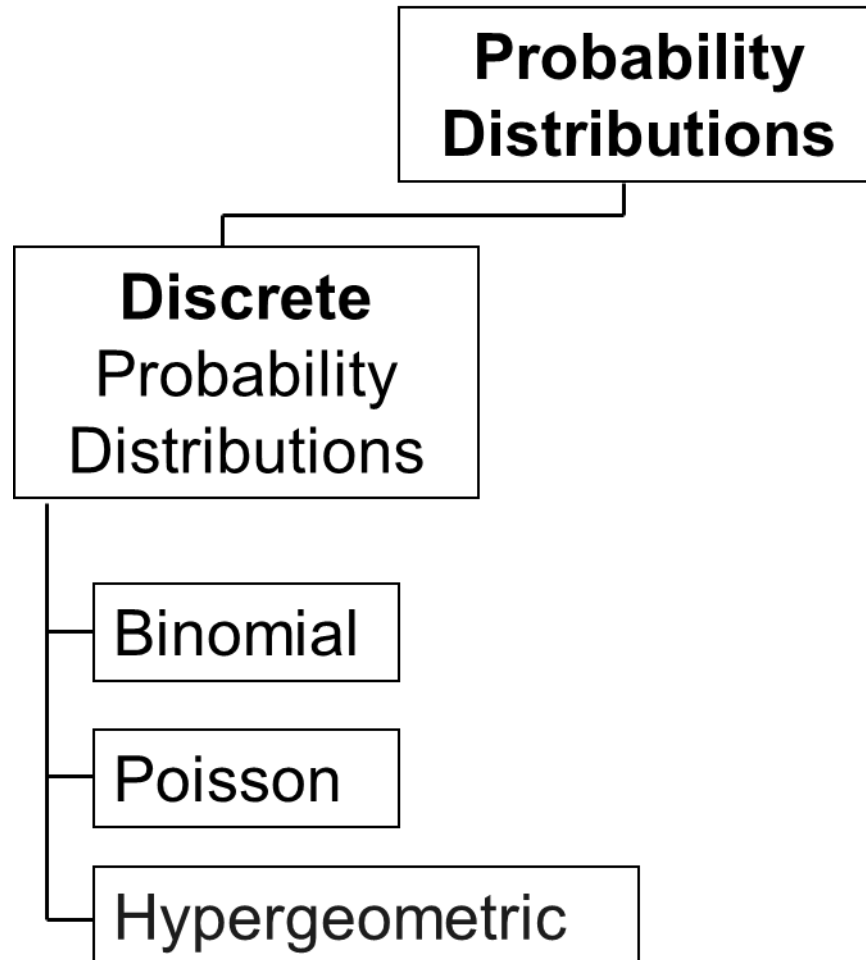 Probability
Distributions
Discrete
Probability
Distributions
Binomial
Poisson
Hypergeometric